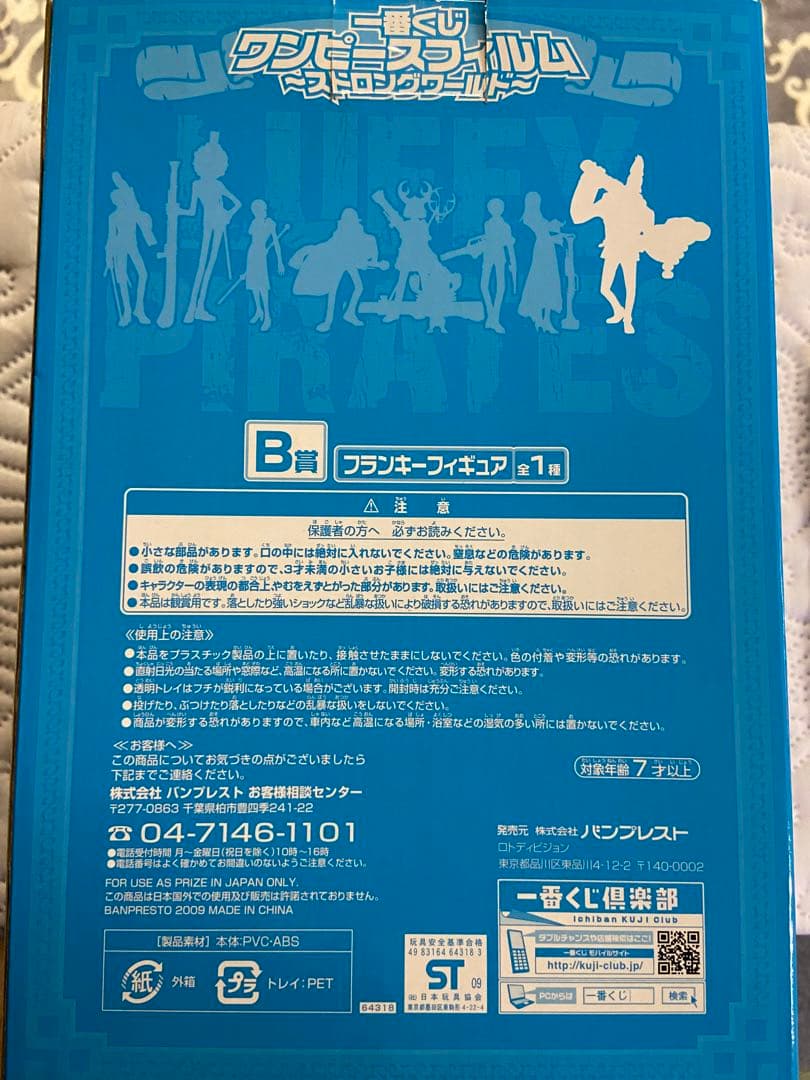 一番くじ
ワンピースフィルム
～ストロングワールド～
LUFFY
PIRATES
B賞 フランキーフィギュア 全1種
⚠ 注意
保護者の方へ 必ずお読みください。
●小さな部品があります。口の中には絶対に入れないでください。窒息などの危険があります。
●誤飲の危険がありますので、3才未満の小さいお子様には絶対に与えないでください。
●キャラクターの表現の都合上、やむをえずとがった部分があります。取扱いにはご注意ください。
●本品は観賞用です。落としたり強いショックなど乱暴な扱いにより破損する恐れがありますので、取扱いにはご注意ください。
《使用上の注意》
●本品をプラスチック製品の上に置いたり、接触させたままにしないでください。色の付着や変形等の恐れがあります。
●直射日光の当たる場所や窓際など、高温になる所に置かないでください。変形する恐れがあります。
●透明トレイはフチが鋭利になっている場合がございます。開封時は充分ご注意ください。
●投げたり、ぶつけたり落としたりなどの乱暴な扱いをしないでください。
●商品が変形する恐れがありますので、車内など高温になる場所・浴室などの湿気の多い所には置かないでください。
≪お客様へ≫
この商品についてお気づきの点がございましたら
下記までご連絡ください。
対象年齢7才以上
株式会社 バンプレスト お客様相談センター
〒277-0863 千葉県柏市豊四季241-22
☎ 04-7146-1101
●電話受付時間 月～金曜日(祝日を除く)10時～16時
●電話番号はよく確かめてお間違いのないようご注意ください。
発売元 株式会社 バンプレスト
ロトディビジョン
東京都品川区東品川4-12-2 〒140-0002
FOR USE AS PRIZE IN JAPAN ONLY.
この商品は日本国外での使用及び販売は許諾されておりません。
BANPRESTO 2009 MADE IN CHINA
一番くじ倶楽部
Ichiban KUJI Club
ダブルチャンスや店舗検索はここ!
一番くじ モバイルサイト
http://kuji-club.jp/
PCからは 一番くじ 検索
[製品素材] 本体:PVC・ABS
紙 外箱 プラ トレイ:PET
64318
玩具安全基準合格
49 83164 64318 3
ST 09
(社)日本玩具協会
東京都墨田区東駒形4-22-4